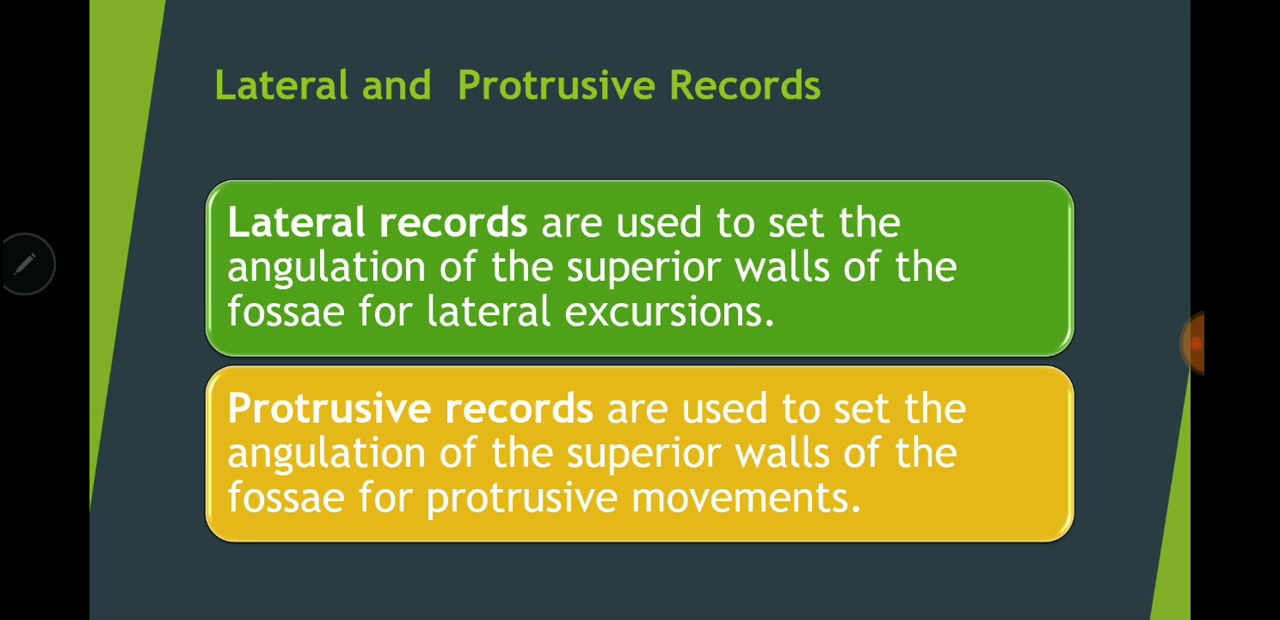 Lateral and  Protrusive Records
Lateral records are used to set the
angulation of the superior walls of the
fossae for lateral excursions.
Protrusive records are used to set the
angulation of the superior walls of the
fossae for protrusive movements.